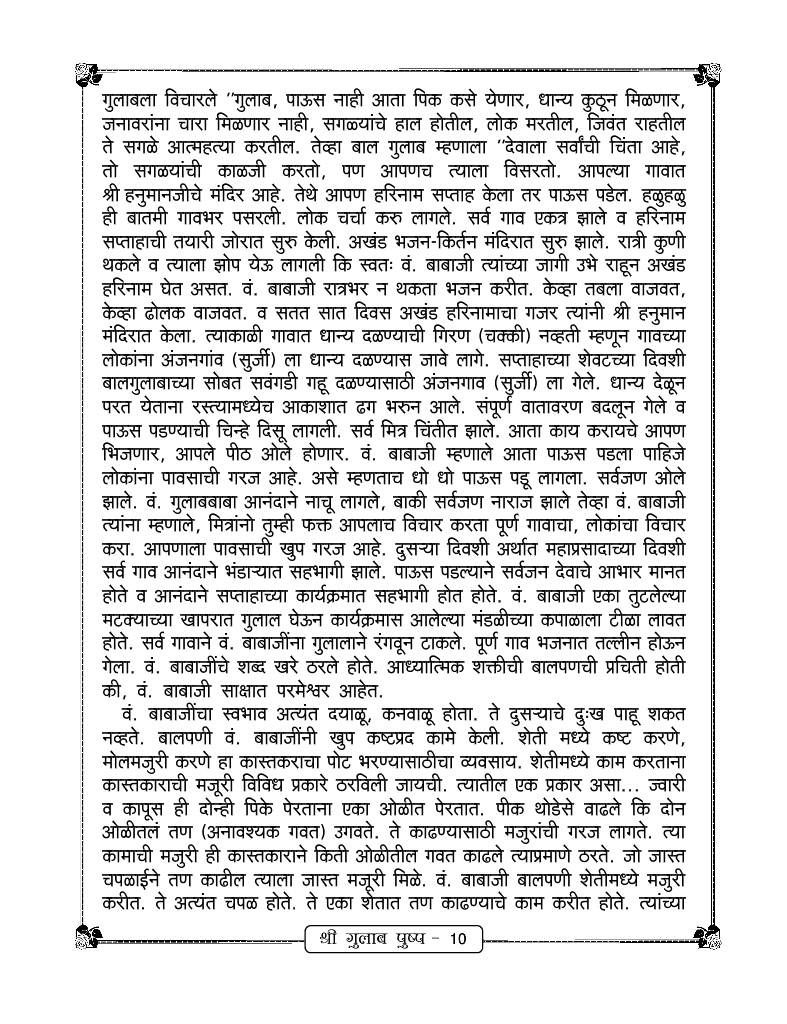 गुलाबला विचारले ”गुलाब, पाऊस नाही आता पिक कसे येणार, धान्य कुठून मिळणार,
जनावरांना चारा मिळणार नाही, सगळ्यांचे हाल होतील, लोक मरतील, जिवंत राहतील
ते सगळे आत्महत्या करतील. तेव्हा बाल गुलाब म्हणाला ”देवाला सर्वांची चिंता आहे,
तो सगळयांची काळजी करतो, पण आपणच त्याला विसरतो. आपल्या गावात
श्री हनुमानजीचे मंदिर आहे. तेथे आपण हरिनाम सप्ताह केला तर पाऊस पडेल. हळुहळु
ही बातमी गावभर पसरली. लोक चर्चा करु लागले. सर्व गाव एकत्र झाले व हरिनाम
सप्ताहाची तयारी जोरात सुरु केली. अखंड भजन-किर्तन मंदिरात सुरु झाले. रात्री कुणी
थकले व त्याला झोप येऊ लागली कि स्वतः वं. बाबाजी त्यांच्या जागी उभे राहून अखंड
हरिनाम घेत असत. वं. बाबाजी रात्रभर न थकता भजन करीत. केव्हा तबला वाजवत,
केव्हा ढोलक वाजवत. व सतत सात दिवस अखंड हरिनामाचा गजर त्यांनी श्री हनुमान
मंदिरात केला. त्याकाळी गावात धान्य दळण्याची गिरण (चक्की) नव्हती म्हणून गावच्या
लोकांना अंजनगांव (सुर्जी) ला धान्य दळण्यास जावे लागे. सप्ताहाच्या शेवटच्या दिवशी
बालगुलाबाच्या सोबत सवंगडी गहू दळण्यासाठी अंजनगाव (सुर्जी) ला गेले. धान्य देळून
परत येताना रस्त्यामध्येच आकाशात ढग भरुन आले. संपूर्ण वातावरण बदलून गेले व
पाऊस पडण्याची चिन्हे दिसू लागली. सर्व मित्र चिंतीत झाले. आता काय करायचे आपण
भिजणार, आपले पीठ ओले होणार. वं. बाबाजी म्हणाले आता पाऊस पडला पाहिजे
लोकांना पावसाची गरज आहे. असे म्हणताच धो धो पाऊस पडू लागला. सर्वजण ओले
झाले. वं. गुलाबबाबा आनंदाने नाचू लागले, बाकी सर्वजण नाराज झाले तेव्हा वं. बाबाजी
त्यांना म्हणाले, मित्रांनो तुम्ही फक्त आपलाच विचार करता पूर्ण गावाचा, लोकांचा विचार
करा. आपणाला पावसाची खुप गरज आहे. दुसऱ्या दिवशी अर्थात महाप्रसादाच्या दिवशी
सर्व गाव आनंदाने भंडाऱ्यात सहभागी झाले. पाऊस पडल्याने सर्वजन देवाचे आभार मानत
होते व आनंदाने सप्ताहाच्या कार्यक्रमात सहभागी होत होते. वं. बाबाजी एका तुटलेल्या
मटक्याच्या खापरात गुलाल घेऊन कार्यक्रमास आलेल्या मंडळीच्या कपाळाला टीळा लावत
होते. सर्व गावाने वं. बाबाजींना गुलालाने रंगवून टाकले. पूर्ण गाव भजनात तल्लीन होऊन
गेला. वं. बाबाजींचे शब्द खरे ठरले होते. आध्यात्मिक शक्तीची बालपणची प्रचिती होती
की, वं. बाबाजी साक्षात परमेश्वर आहेत.
वं. बाबाजींचा स्वभाव अत्यंत दयाळू, कनवाळू होता. ते दुसऱ्याचे दुःख पाहू शकत
नव्हते. बालपणी वं. बाबाजींनी खुप कष्टप्रद कामे केली. शेती मध्ये कष्ट करणे,
मोलमजुरी करणे हा कास्तकराचा पोट भरण्यासाठीचा व्यवसाय. शेतीमध्ये काम करताना
कास्तकाराची मजूरी विविध प्रकारे ठरविली जायची. त्यातील एक प्रकार असा... ज्वारी
व कापूस ही दोन्ही पिके पेरताना एका ओळीत पेरतात. पीक थोडेसे वाढले कि दोन
ओळीतलं तण (अनावश्यक गवत) उगवते. ते काढण्यासाठी मजुरांची गरज लागते. त्या
कामाची मजुरी ही कास्तकाराने किती ओळीतील गवत काढले त्याप्रमाणे ठरते. जो जास्त
चपळाईने तण काढील त्याला जास्त मजूरी मिळे. वं. बाबाजी बालपणी शेतीमध्ये मजुरी
करीत. ते अत्यंत चपळ होते. ते एका शेतात तण काढण्याचे काम करीत होते. त्यांच्या
श्री गुलाब पुष्प - 10